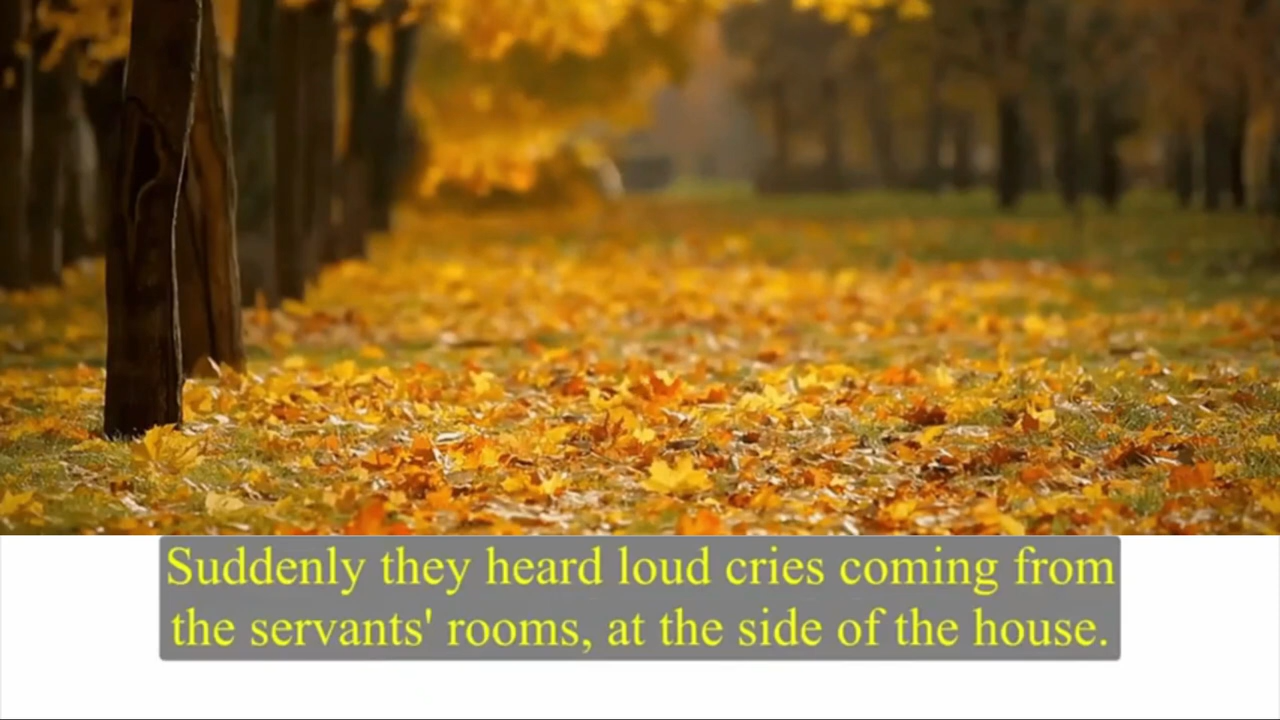 Suddenly they heard loud cries coming from
the servants' rooms, at the side of the house.